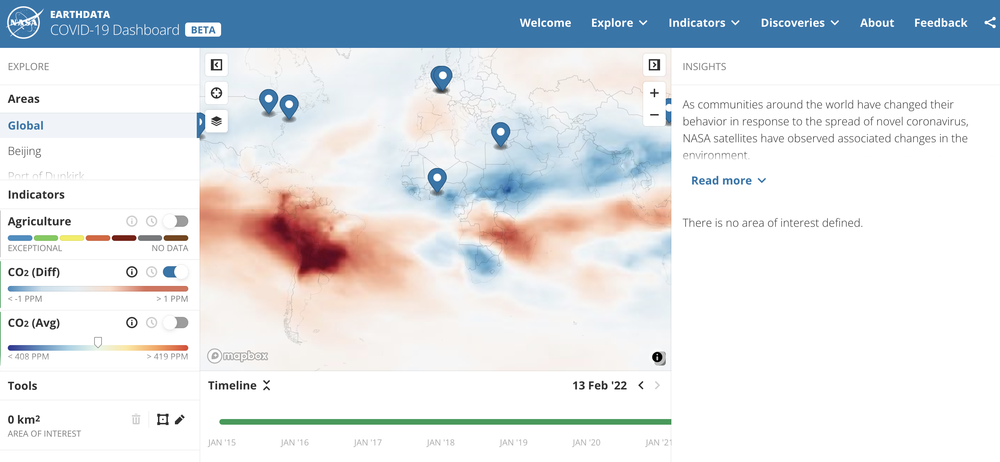 NASA
EARTHDATA
COVID-19 Dashboard BETA
Welcome Explore Indicators Discoveries About Feedback
EXPLORE
Areas
Global
Beijing
Port of Dunkirk
Indicators
Agriculture
EXCEPTIONAL NO DATA
CO2 (Diff)
< -1 PPM > 1 PPM
CO2 (Avg)
< 408 PPM > 419 PPM
Tools
0 km²
AREA OF INTEREST
mapbox
Timeline 13 Feb '22
JAN '15 JAN '16 JAN '17 JAN '18 JAN '19 JAN '20 JAN '21
INSIGHTS
As communities around the world have changed their
behavior in response to the spread of novel coronavirus,
NASA satellites have observed associated changes in the
environment.
Read more
There is no area of interest defined.